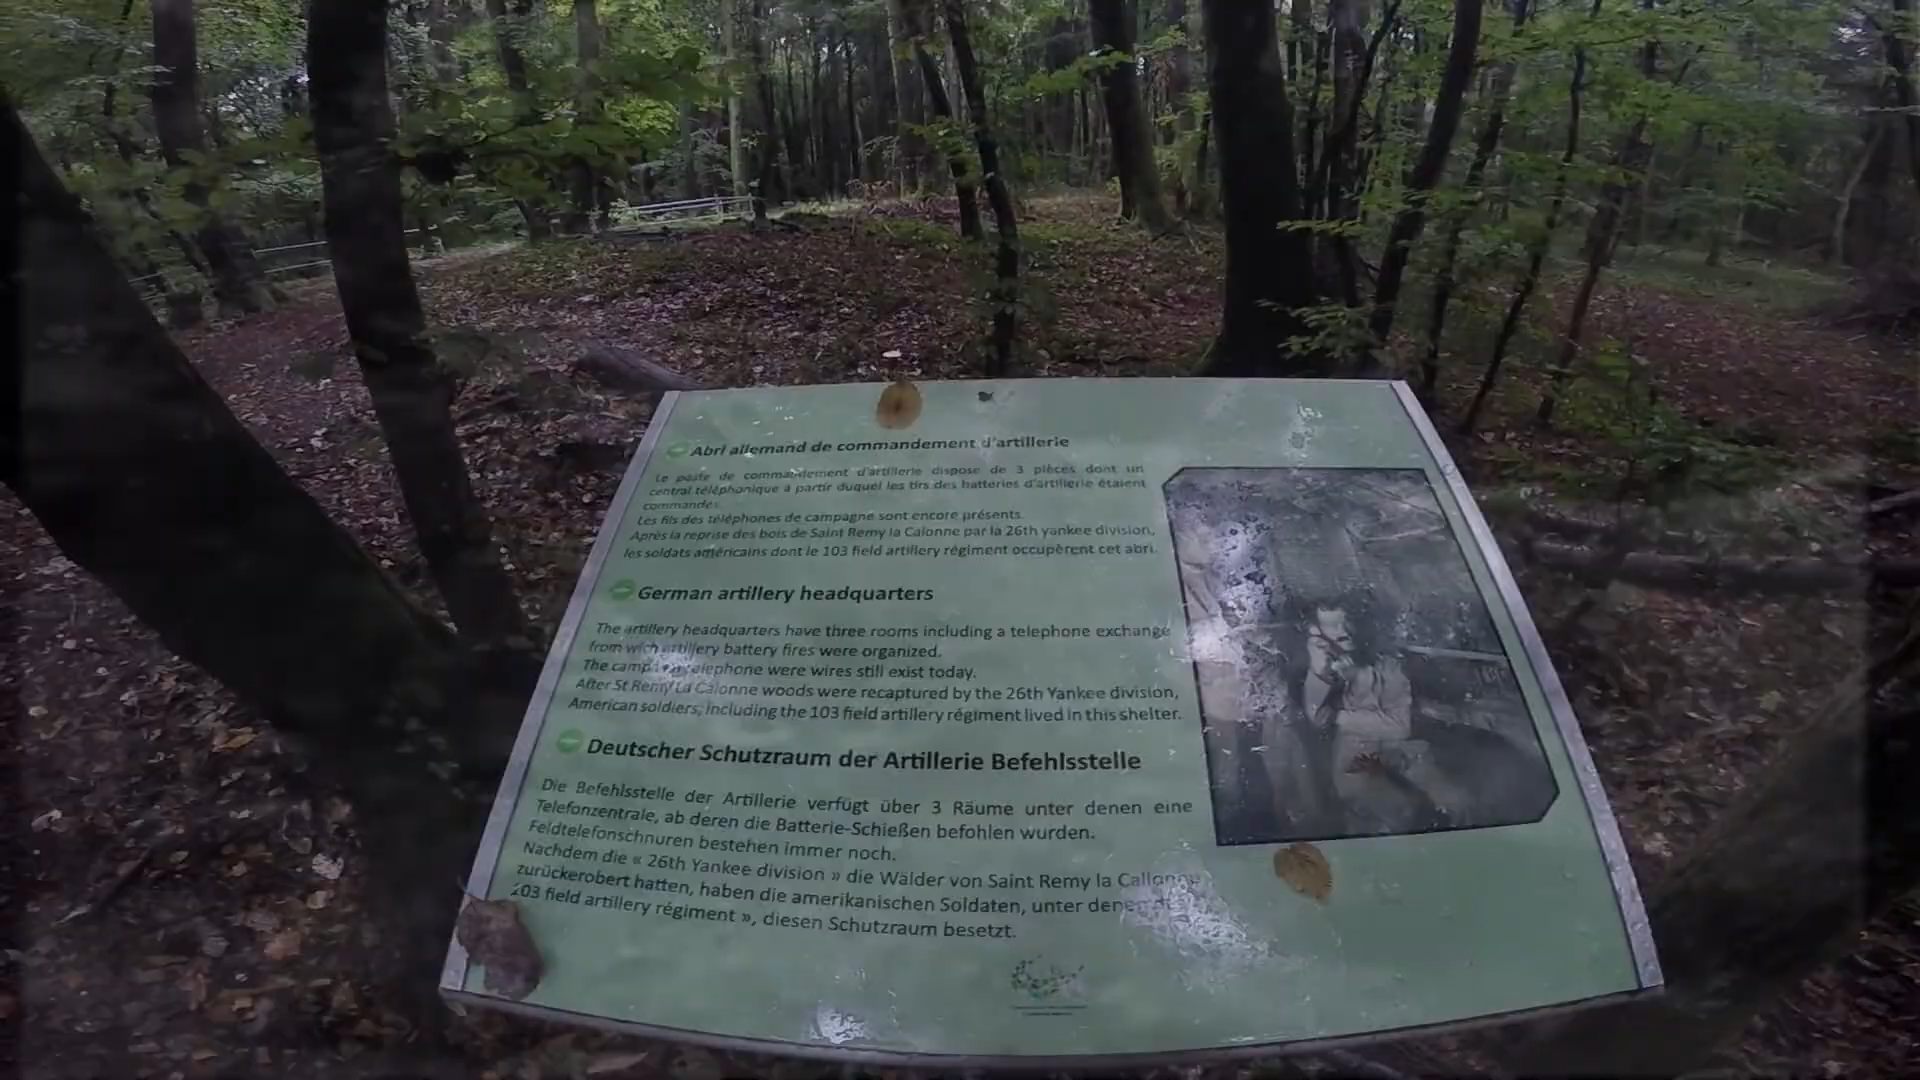 Abri allemand de commandement d'artillerie
Le poste de commandement d'artillerie dispose de 3 pièces dont un
central téléphonique à partir duquel les tirs des batteries d'artillerie étaient
commandés.
Les fils des téléphones de campagne sont encore présents.
Après la reprise des bois de Saint Remy la Calonne par la 26th yankee division,
les soldats américains dont le 103 field artillery régiment occupèrent cet abri.
German artillery headquarters
The artillery headquarters have three rooms including a telephone exchange
from wich artillery battery fires were organized.
The telephone were wires still exist today.
After St Remy La Calonne woods were recaptured by the 26th Yankee division,
American soldiers, including the 103 field artillery régiment lived in this shelter.
Deutscher Schutzraum der Artillerie Befehlsstelle
Die Befehlsstelle der Artillerie verfügt über 3 Räume unter denen eine
Telefonzentrale, ab deren die Batterie-Schießen befohlen wurden.
Feldtelefonschnuren bestehen immer noch.
Nachdem die « 26th Yankee division » die Wälder von Saint Remy la
zurückerobert hatten, haben die amerikanischen Soldaten, unter denen
103 field artillery régiment », diesen Schutzraum besetzt.